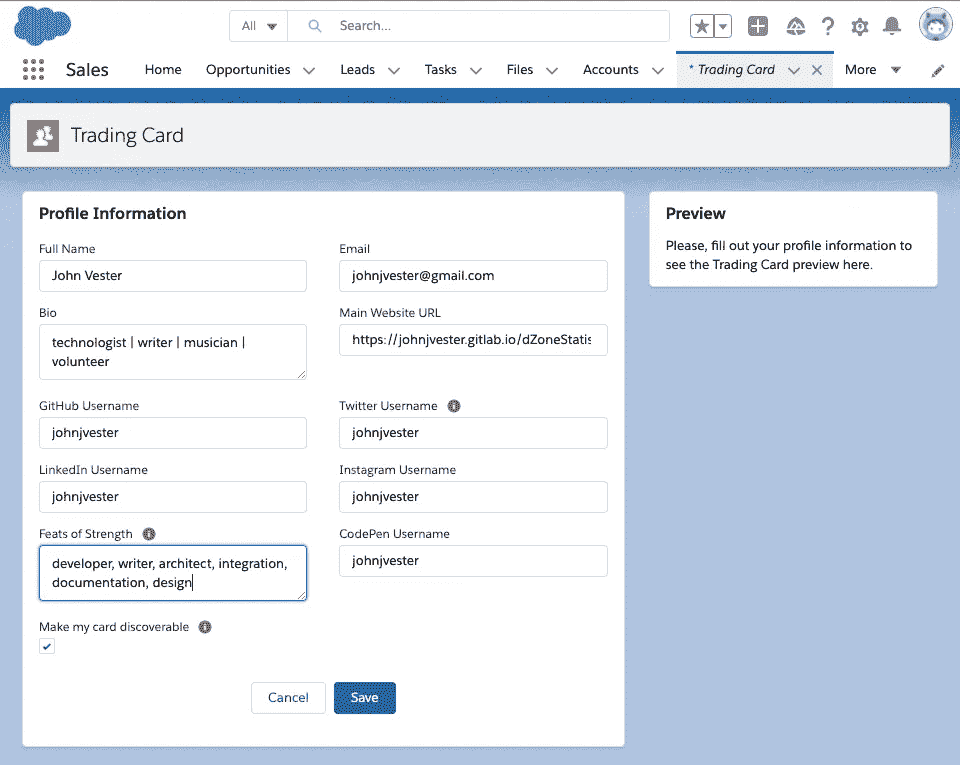 All
Search...
Sales
Home
Opportunities
Leads
Tasks
Files
Accounts
* Trading Card
More
Trading Card
Profile Information
Full Name
John Vester
Email
johnjvester@gmail.com
Bio
technologist | writer | musician |
volunteer
Main Website URL
https://johnjvester.gitlab.io/dZoneStatis
GitHub Username
johnjvester
Twitter Username
johnjvester
LinkedIn Username
johnjvester
Instagram Username
johnjvester
Feats of Strength
developer, writer, architect, integration,
documentation, design
CodePen Username
johnjvester
Make my card discoverable
Cancel
Save
Preview
Please, fill out your profile information to
see the Trading Card preview here.